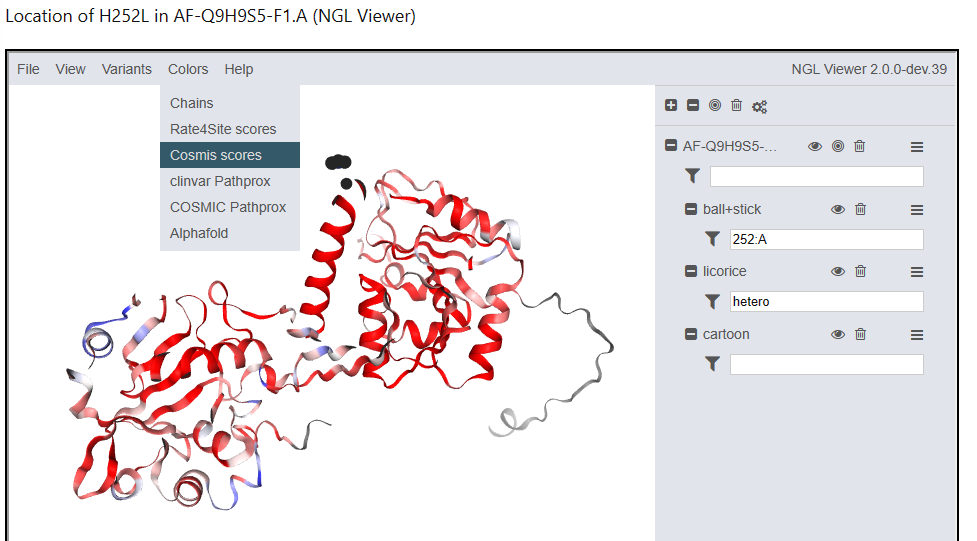 Location of H252L in AF-Q9H9S5-F1.A (NGL Viewer)
File View Variants Colors Help NGL Viewer 2.0.0-dev.39
Chains
Rate4Site scores
Cosmis scores
clinvar Pathprox
COSMIC Pathprox
Alphafold
AF-Q9H9S5-...
ball+stick
252:A
licorice
hetero
cartoon